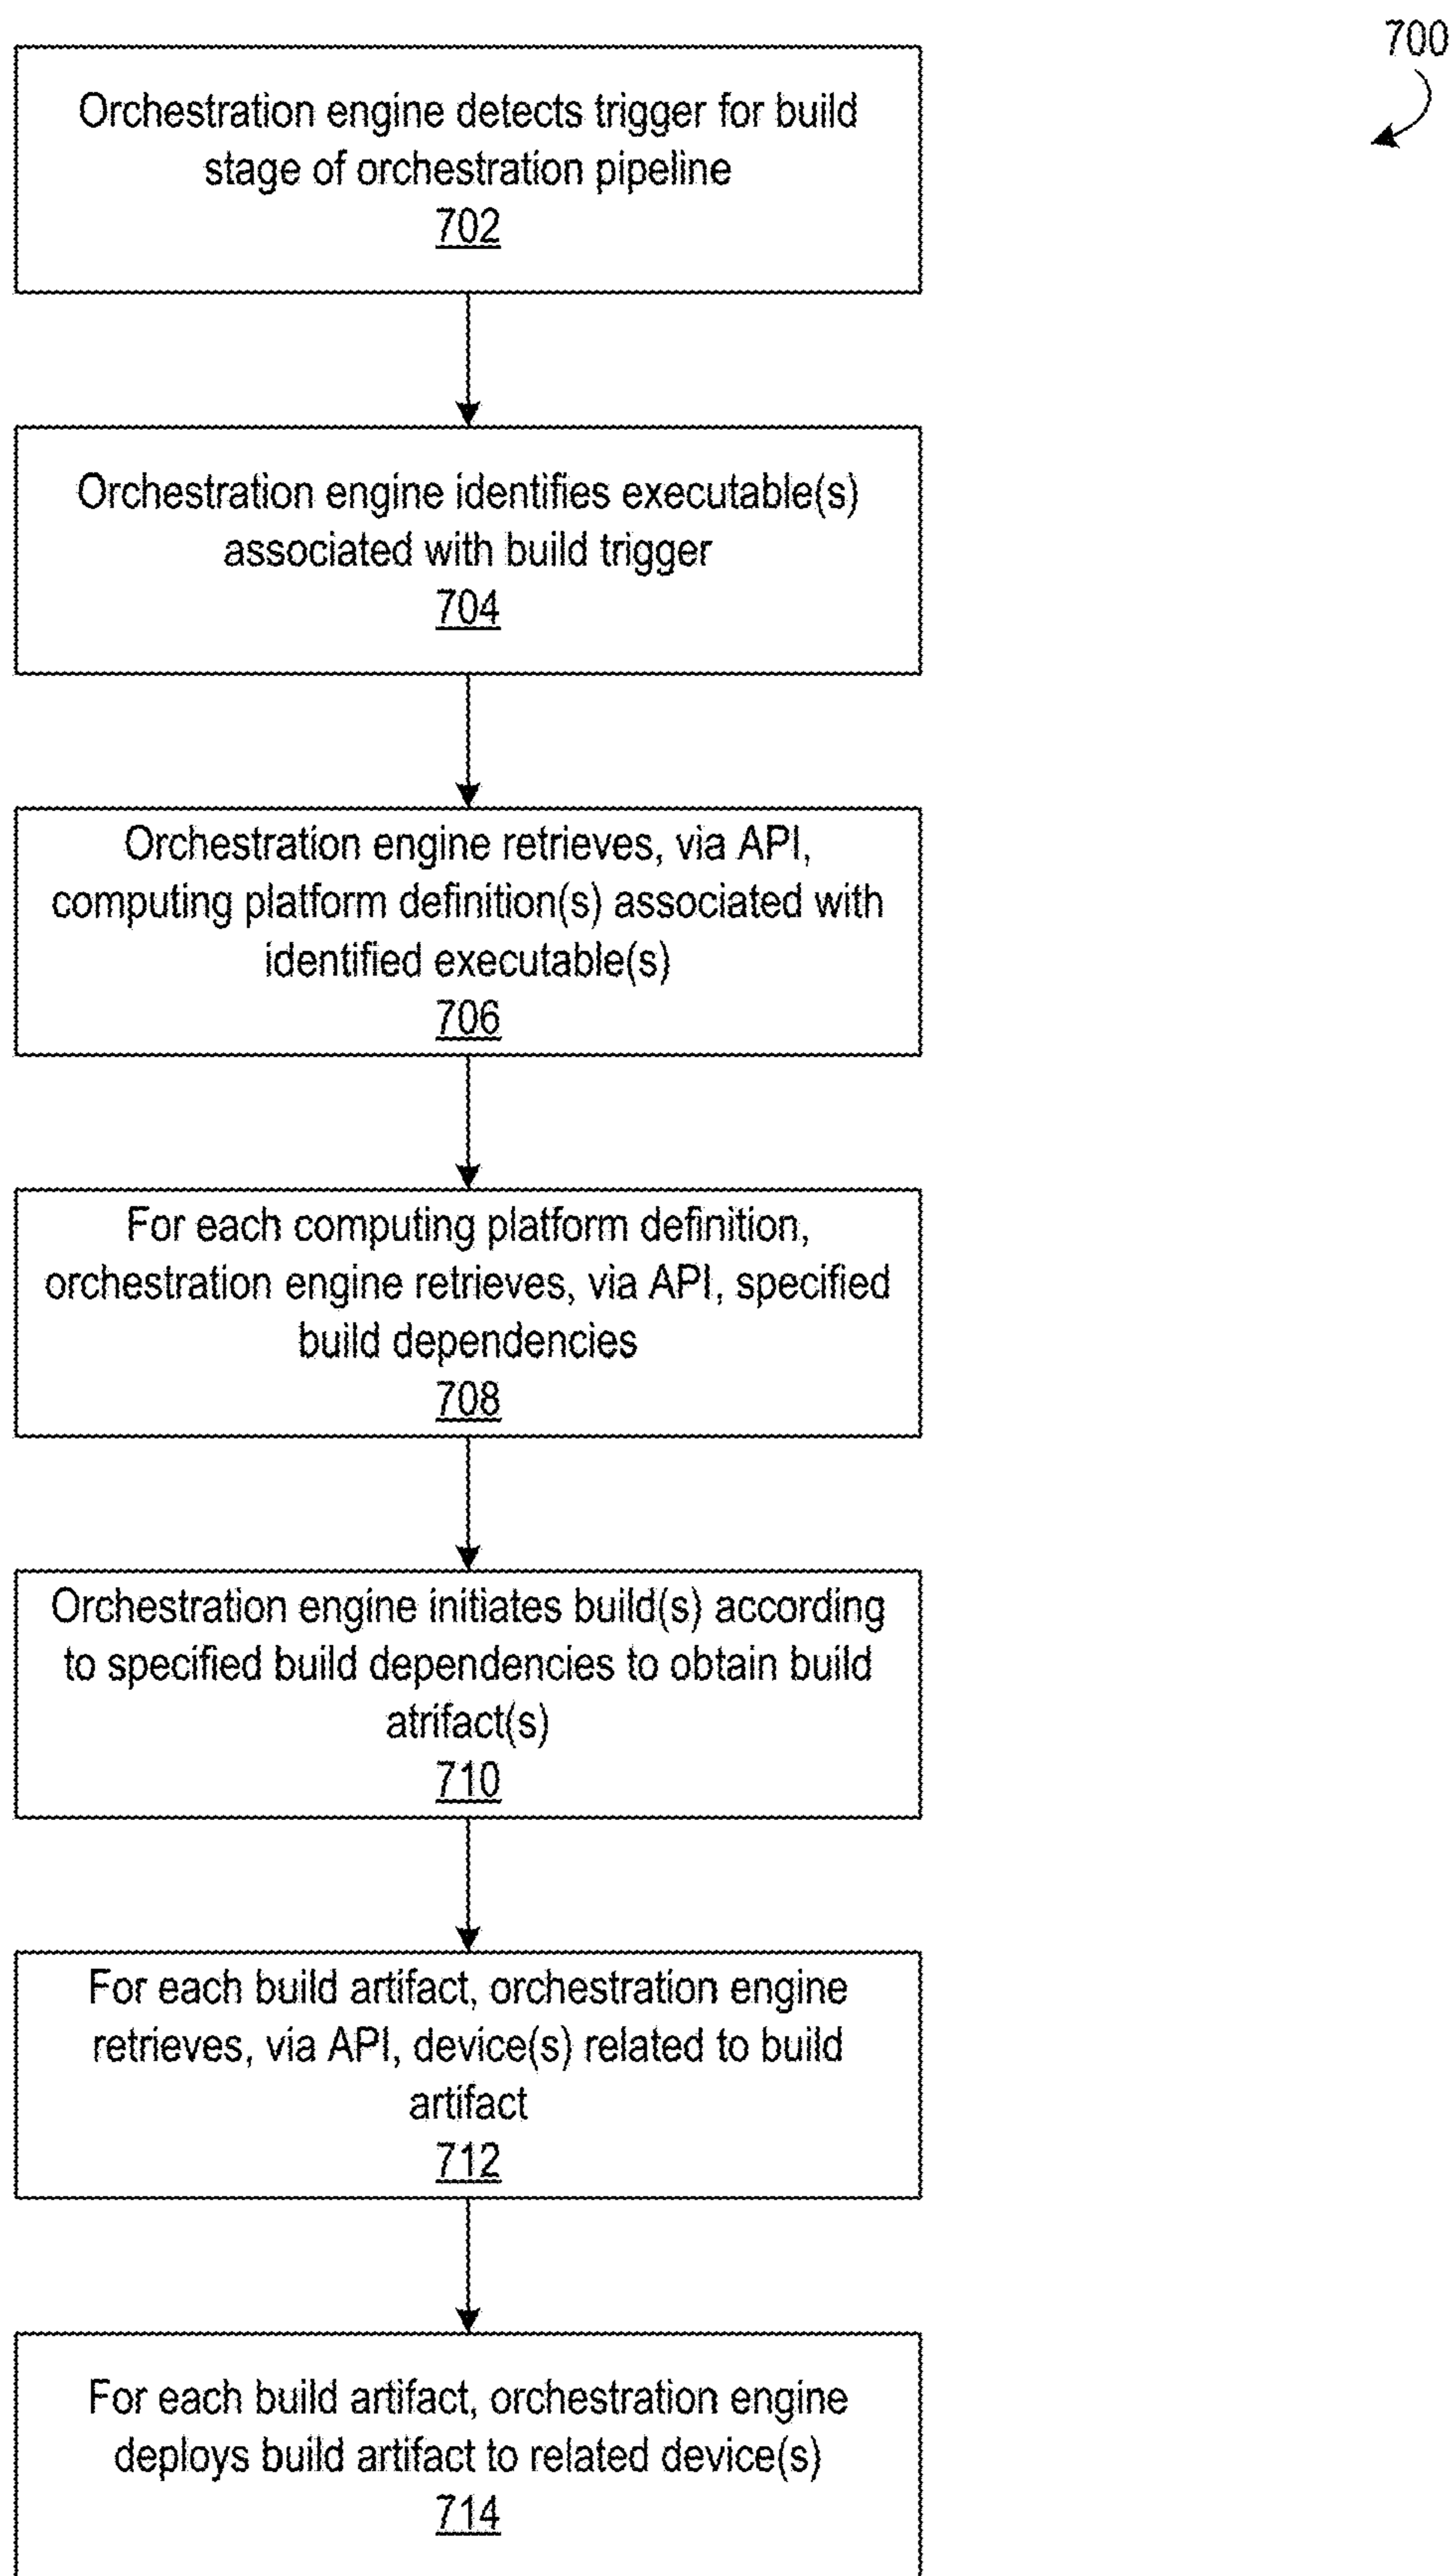 700
Orchestration engine detects trigger for build
stage of orchestration pipeline
702
Orchestration engine identifies executable(s)
associated with build trigger
704
Orchestration engine retrieves, via API,
computing platform definition(s) associated with
identified executable(s)
706
For each computing platform definition,
orchestration engine retrieves, via API, specified
build dependencies
708
Orchestration engine initiates build(s) according
to specified build dependencies to obtain build
atrifact(s)
710
For each build artifact, orchestration engine
retrieves, via API, device(s) related to build
artifact
712
For each build artifact, orchestration engine
deploys build artifact to related device(s)
714